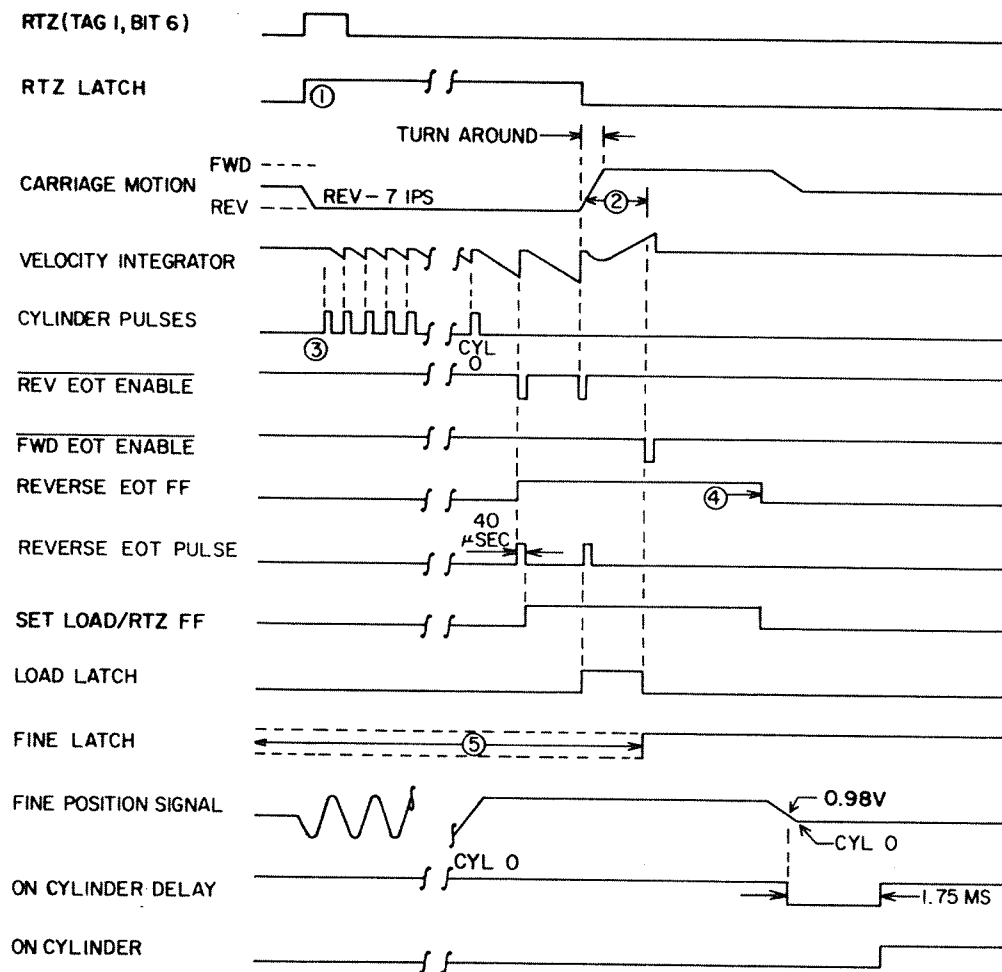 RTZ (TAG 1, BIT 6)
RTZ LATCH
①
TURN AROUND
FWD
CARRIAGE MOTION
REV
REV - 7 IPS
②
VELOCITY INTEGRATOR
CYLINDER PULSES
③
CYL
0
REV EOT ENABLE
FWD EOT ENABLE
REVERSE EOT FF
④
40
μSEC
REVERSE EOT PULSE
SET LOAD/RTZ FF
LOAD LATCH
FINE LATCH
⑤
FINE POSITION SIGNAL
0.98V
CYL 0
CYL 0
ON CYLINDER DELAY
1.75 MS
ON CYLINDER